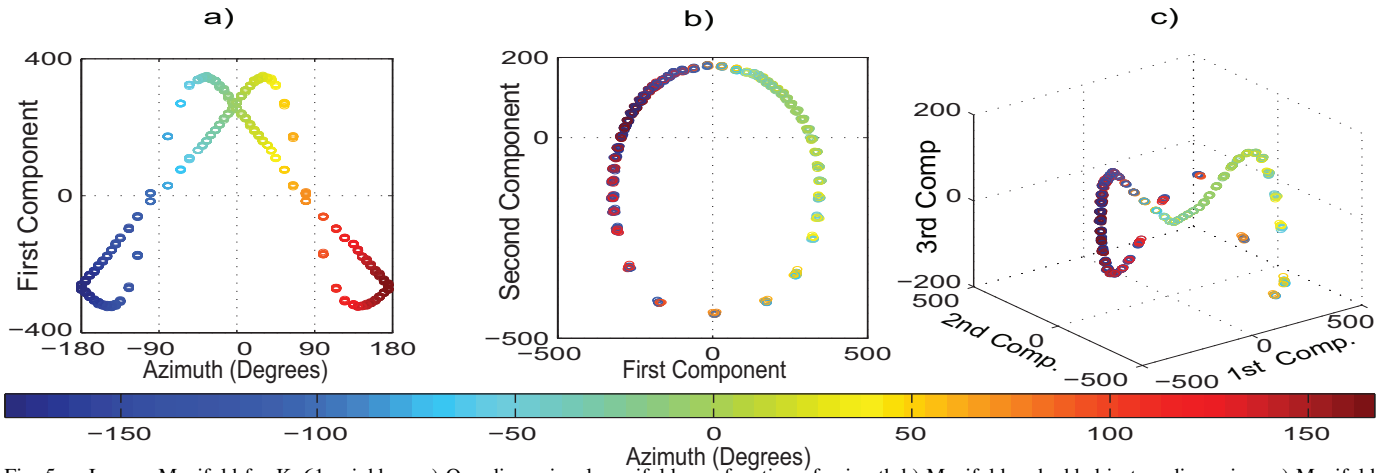 a)
400
0
−400
First Component
−180 −90 0 90 180
Azimuth (Degrees)
b)
200
0
−500
Second Component
−500 0 500
First Component
c)
200
0
−200
3rd Comp
500
0
−500
2nd Comp.
−500
0
500
1st Comp.
−150 −100 −50 0 50 100 150
Azimuth (Degrees)